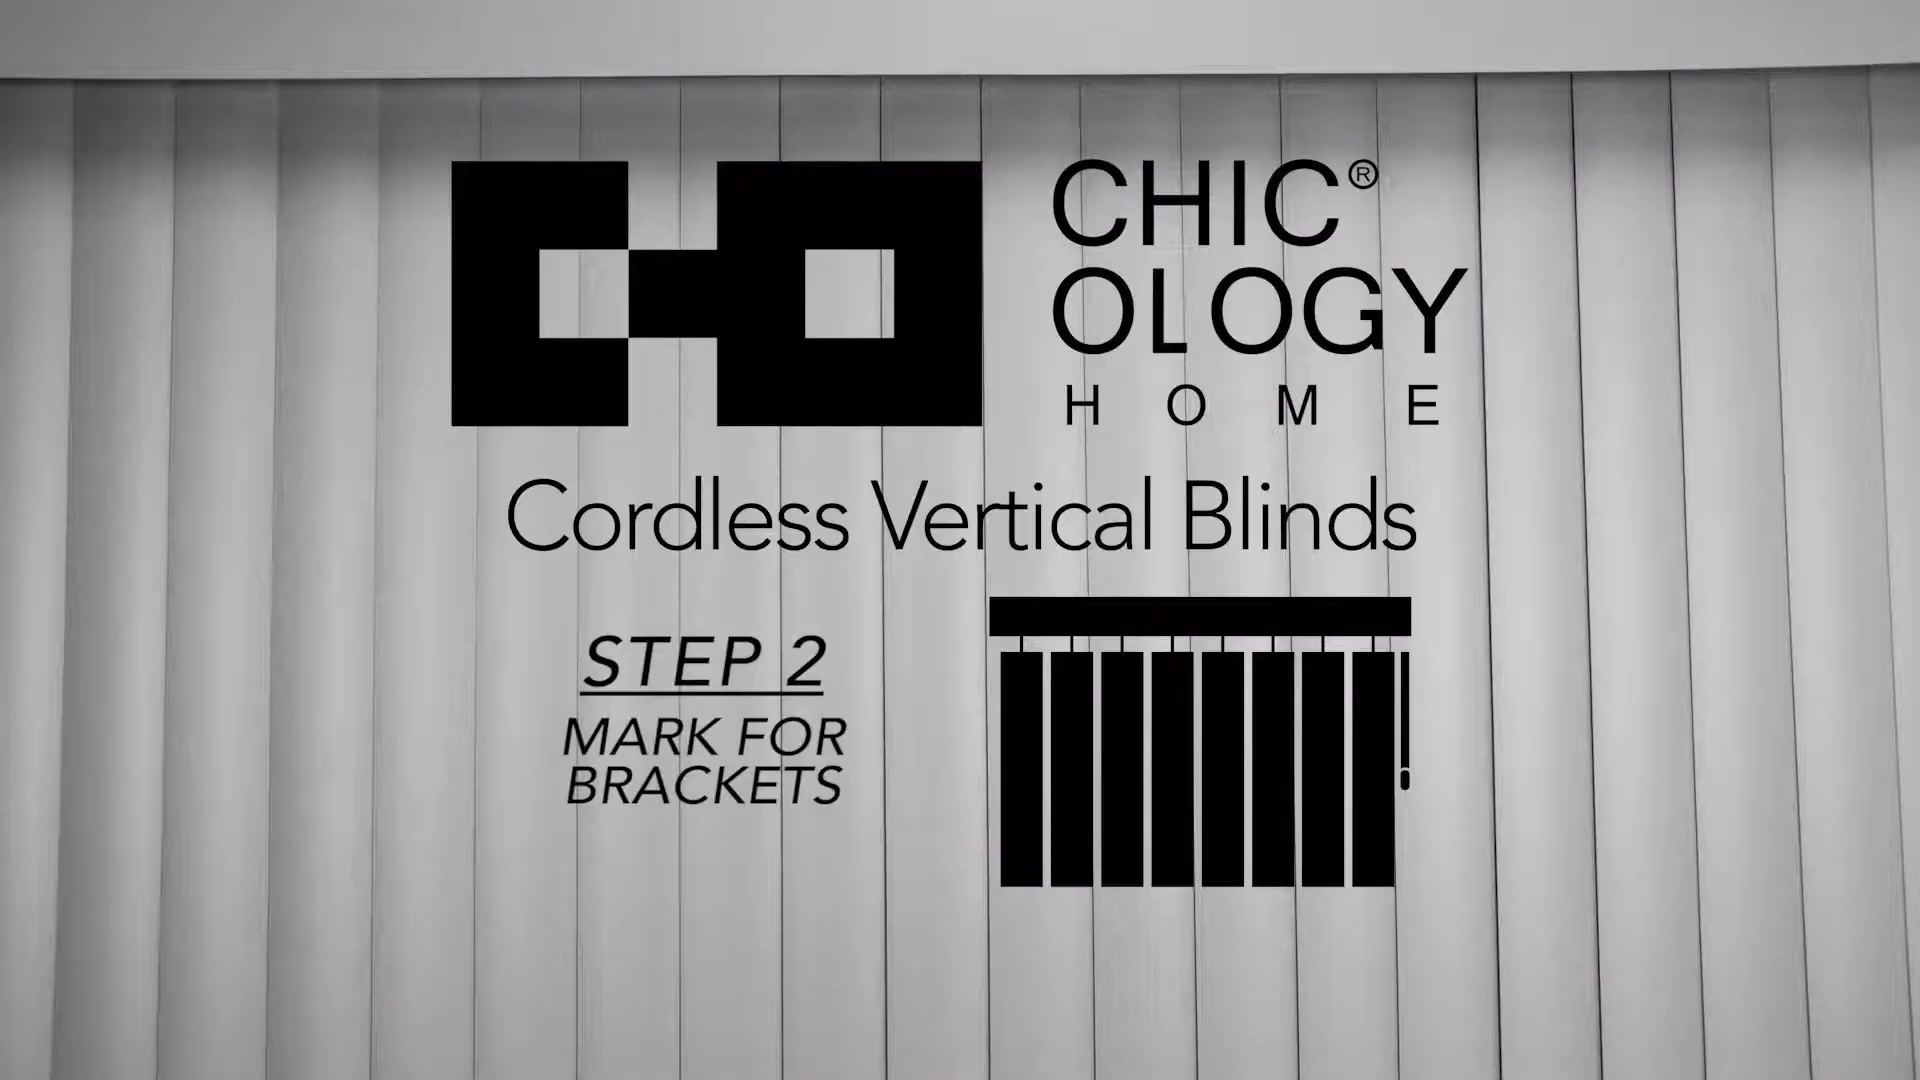 CHIC®
OLOGY
HOME
Cordless Vertical Blinds
STEP 2
MARK FOR
BRACKETS